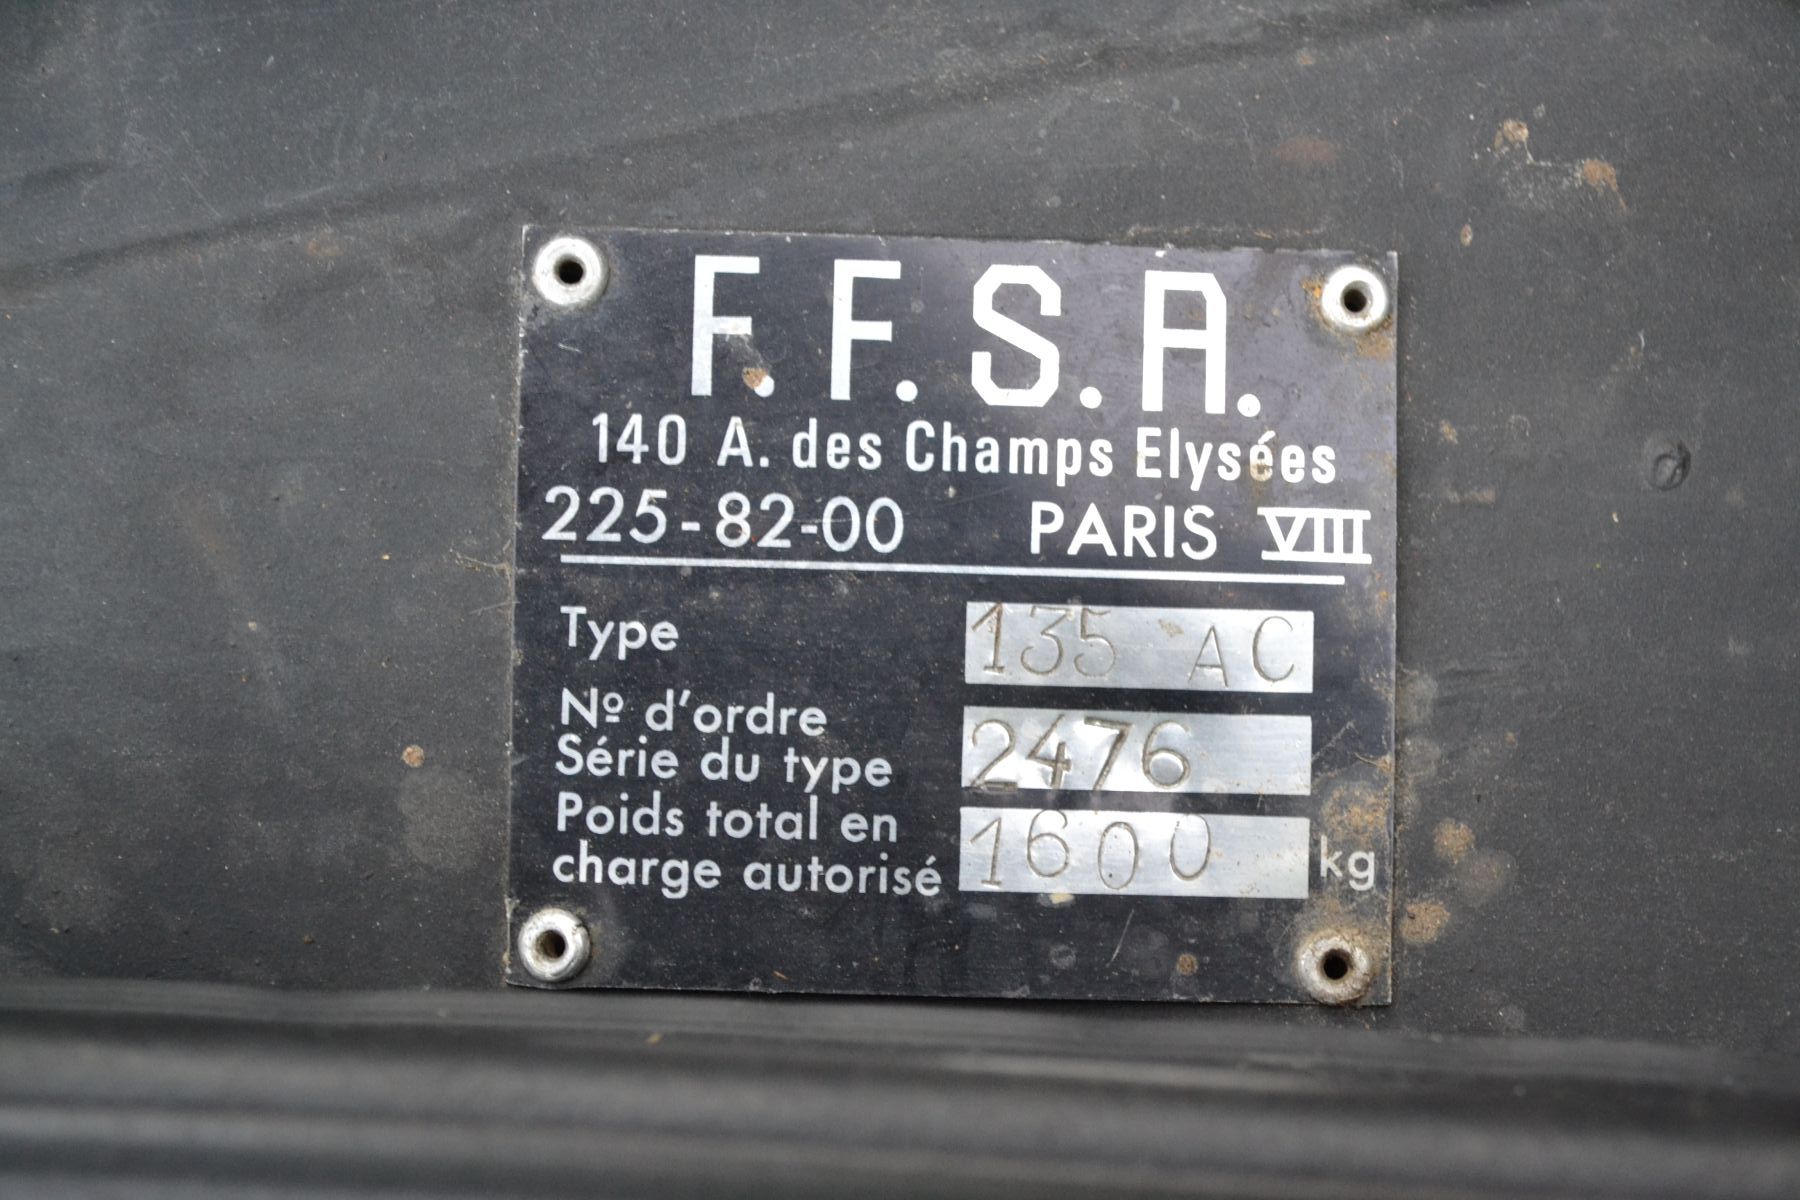 F. F. S. A.
140 A. des Champs Elysées
225-82-00 PARIS VIII
Type 135 AC
Nº d'ordre
Série du type 2476
Poids total en
charge autorisé 1600 kg